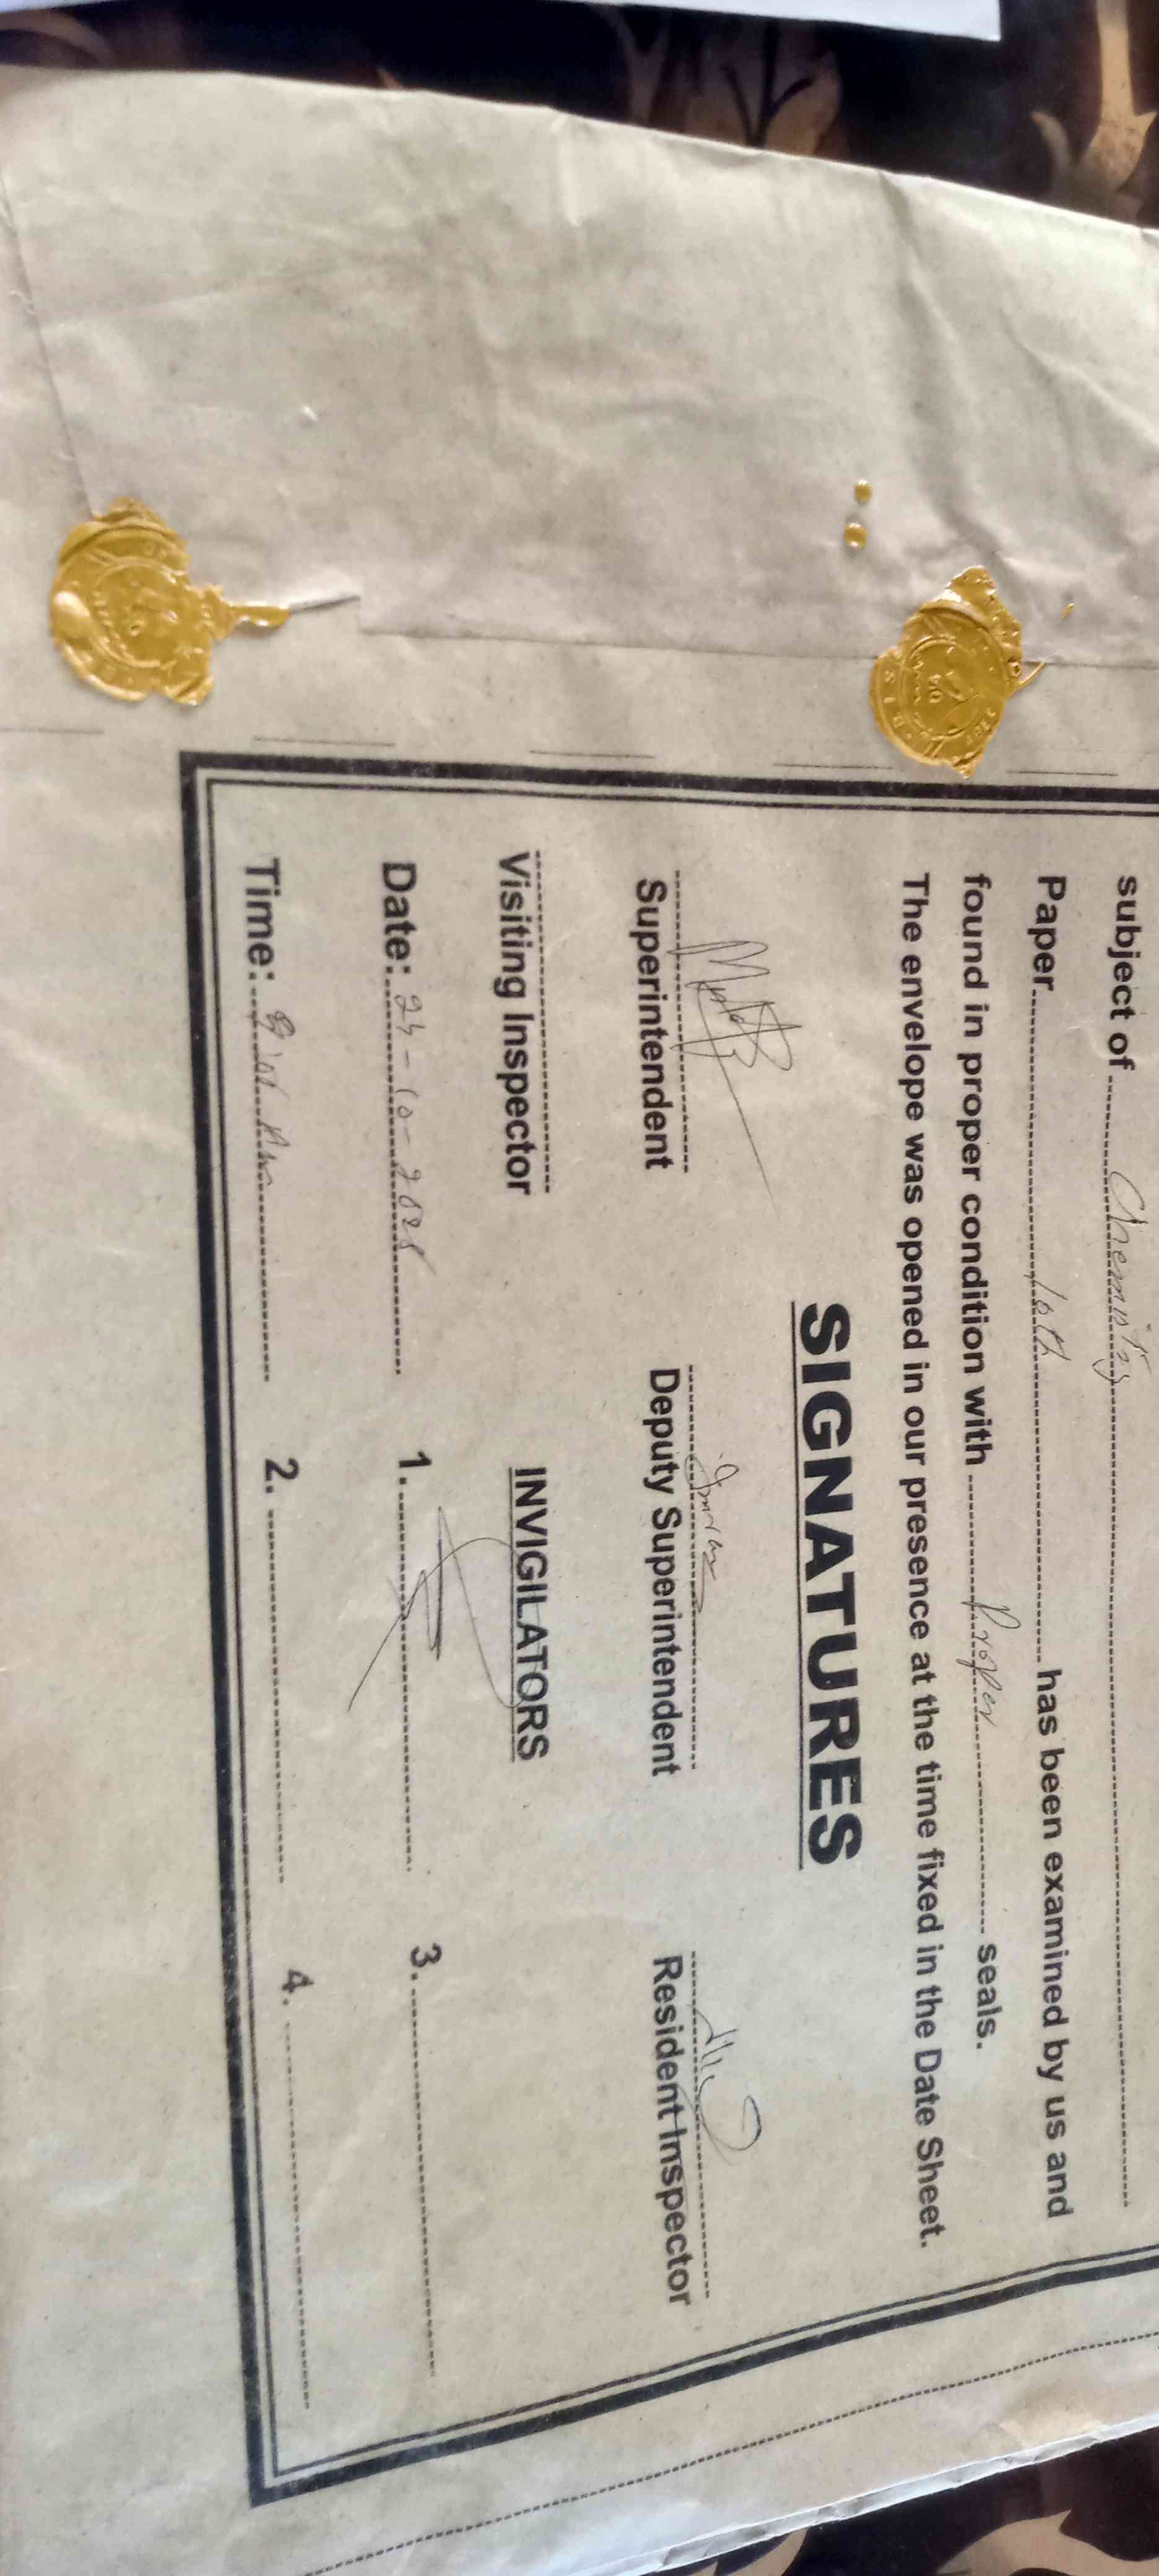 subject of Chemistry
Paper 10th has been examined by us and
found in proper condition with Proper seals.
The envelope was opened in our presence at the time fixed in the Date Sheet.
SIGNATURES
Superintendent Deputy Superintendent Resident Inspector
Visiting Inspector INVIGILATORS
Date: 24-10-2025 1. 3.
Time: 2. 4.